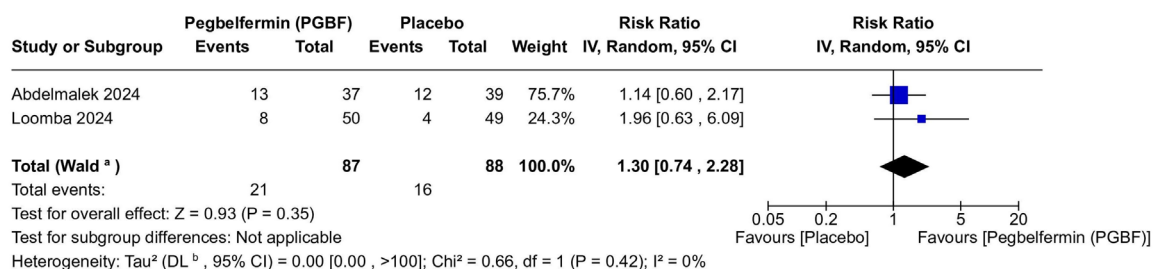 Pegbelfermin (PGBF) Placebo Risk Ratio Risk Ratio
Study or Subgroup Events Total Events Total Weight IV, Random, 95% CI IV, Random, 95% CI
Abdelmalek 2024 13 37 12 39 75.7% 1.14 [0.60 , 2.17]
Loomba 2024 8 50 4 49 24.3% 1.96 [0.63 , 6.09]
Total (Wald ª ) 87 88 100.0% 1.30 [0.74 , 2.28]
Total events: 21 16
Test for overall effect: Z = 0.93 (P = 0.35) 0.05 0.2 1 5 20
Test for subgroup differences: Not applicable Favours [Placebo] Favours [Pegbelfermin (PGBF)]
Heterogeneity: Tau² (DL ᵇ , 95% CI) = 0.00 [0.00 , >100]; Chi² = 0.66, df = 1 (P = 0.42); I² = 0%